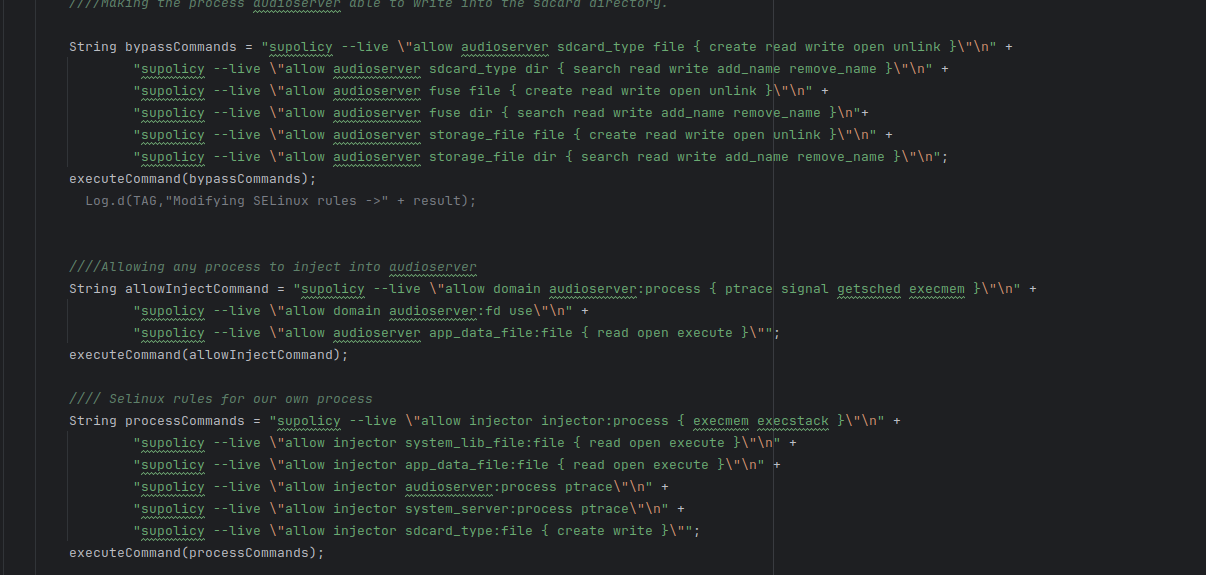 ////Making the process audioserver able to write into the sdcard directory.
String bypassCommands = "supolicy --live \"allow audioserver sdcard_type file { create read write open unlink }\"\n" +
"supolicy --live \"allow audioserver sdcard_type dir { search read write add_name remove_name }\"\n" +
"supolicy --live \"allow audioserver fuse file { create read write open unlink }\"\n" +
"supolicy --live \"allow audioserver fuse dir { search read write add_name remove_name }\n"+
"supolicy --live \"allow audioserver storage_file file { create read write open unlink }\"\n" +
"supolicy --live \"allow audioserver storage_file dir { search read write add_name remove_name }\"\n";
executeCommand(bypassCommands);
Log.d(TAG,"Modifying SELinux rules ->" + result);
////Allowing any process to inject into audioserver
String allowInjectCommand = "supolicy --live \"allow domain audioserver:process { ptrace signal getsched execmem }\"\n" +
"supolicy --live \"allow domain audioserver:fd use\"\n" +
"supolicy --live \"allow audioserver app_data_file:file { read open execute }\"";
executeCommand(allowInjectCommand);
//// Selinux rules for our own process
String processCommands = "supolicy --live \"allow injector injector:process { execmem execstack }\"\n" +
"supolicy --live \"allow injector system_lib_file:file { read open execute }\"\n" +
"supolicy --live \"allow injector app_data_file:file { read open execute }\"\n" +
"supolicy --live \"allow injector audioserver:process ptrace\"\n" +
"supolicy --live \"allow injector system_server:process ptrace\"\n" +
"supolicy --live \"allow injector sdcard_type:file { create write }\"";
executeCommand(processCommands);